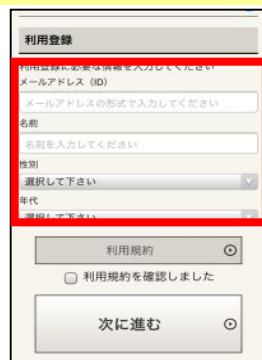 利用登録
利用登録に必要な情報を入力してください
メールアドレス（ID）
メールアドレスの形式で入力してください
名前
名前を入力してください
性別
選択して下さい
年代
選択して下さい
利用規約
利用規約を確認しました
次に進む